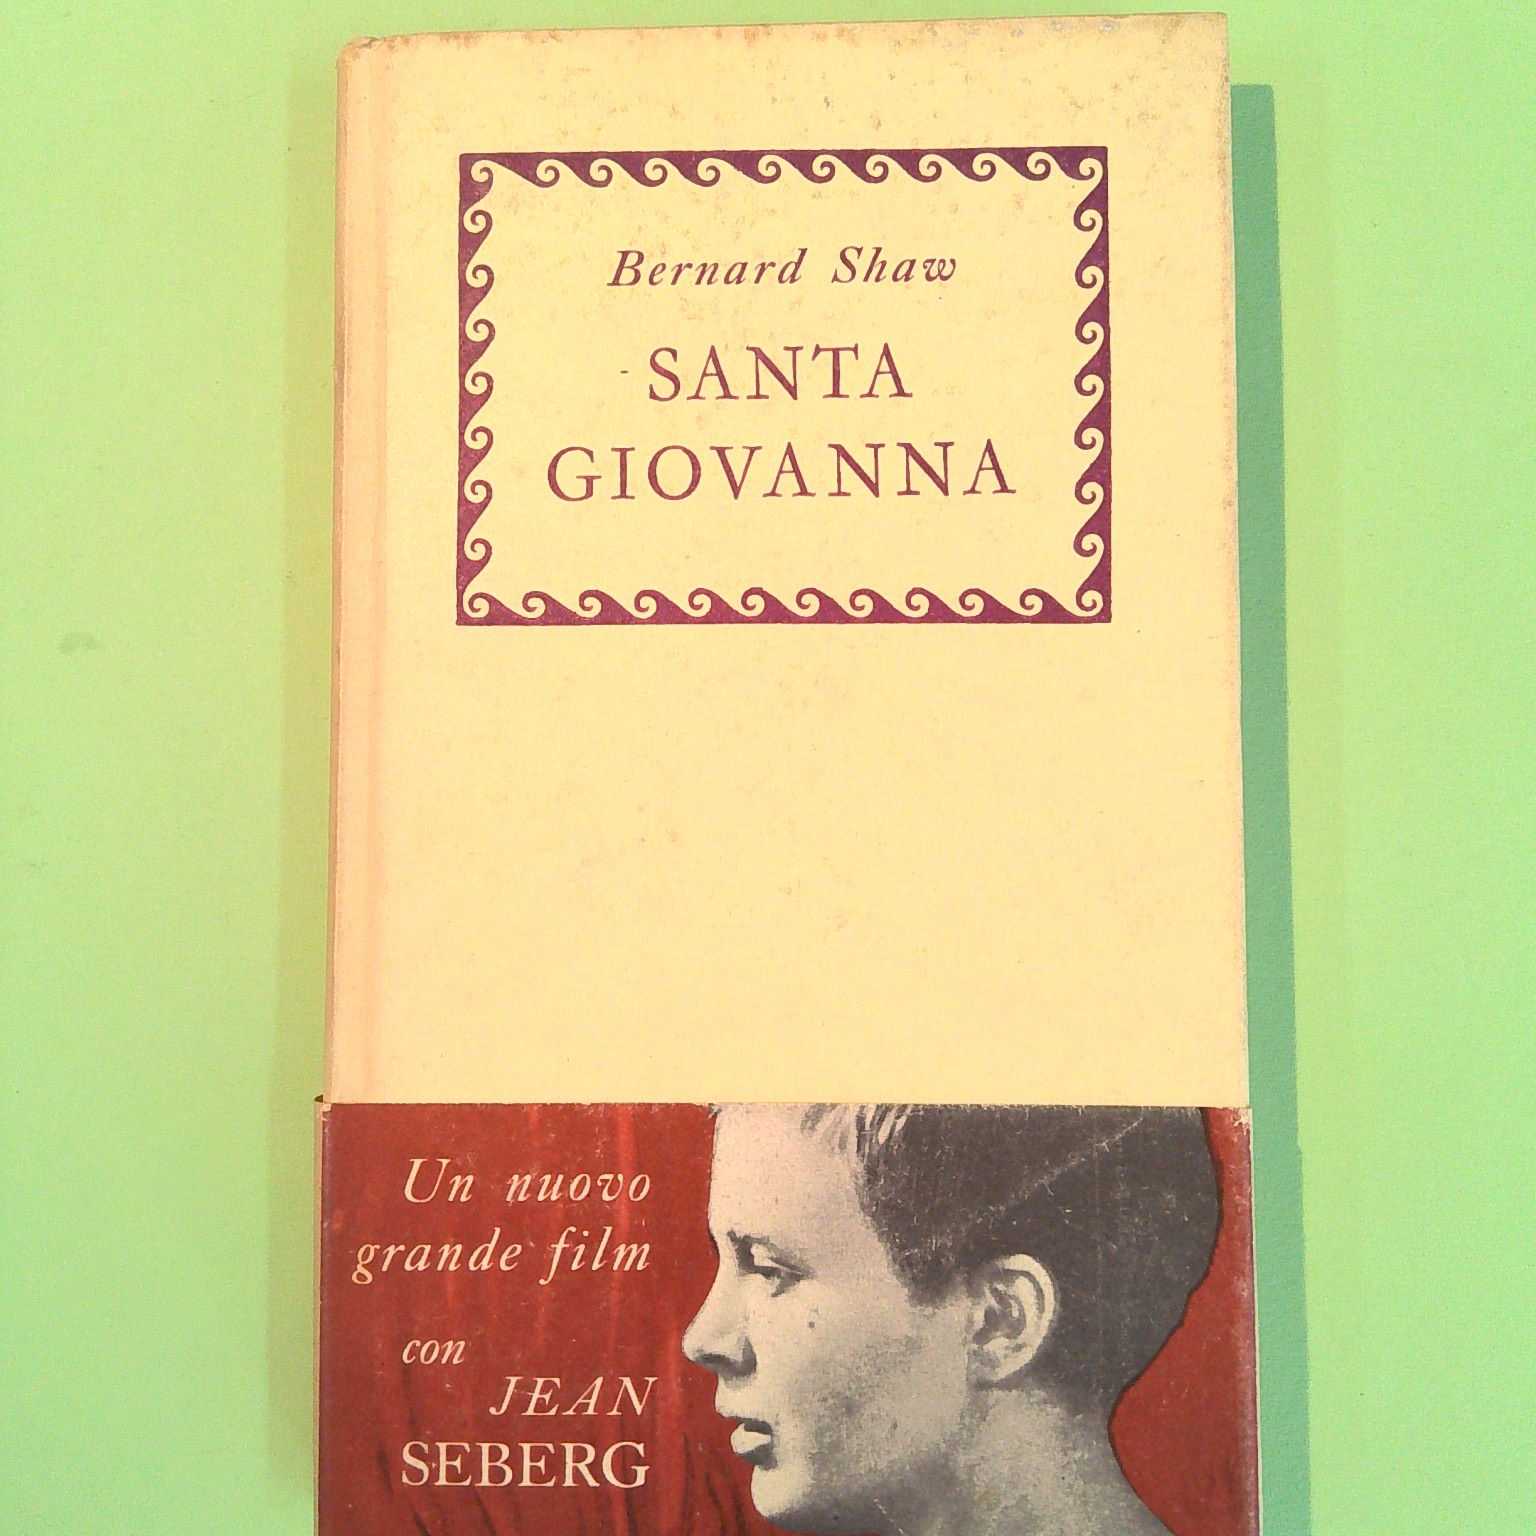 Bernard Shaw
SANTA
GIOVANNA
Un nuovo
grande film
con
JEAN
SEBERG